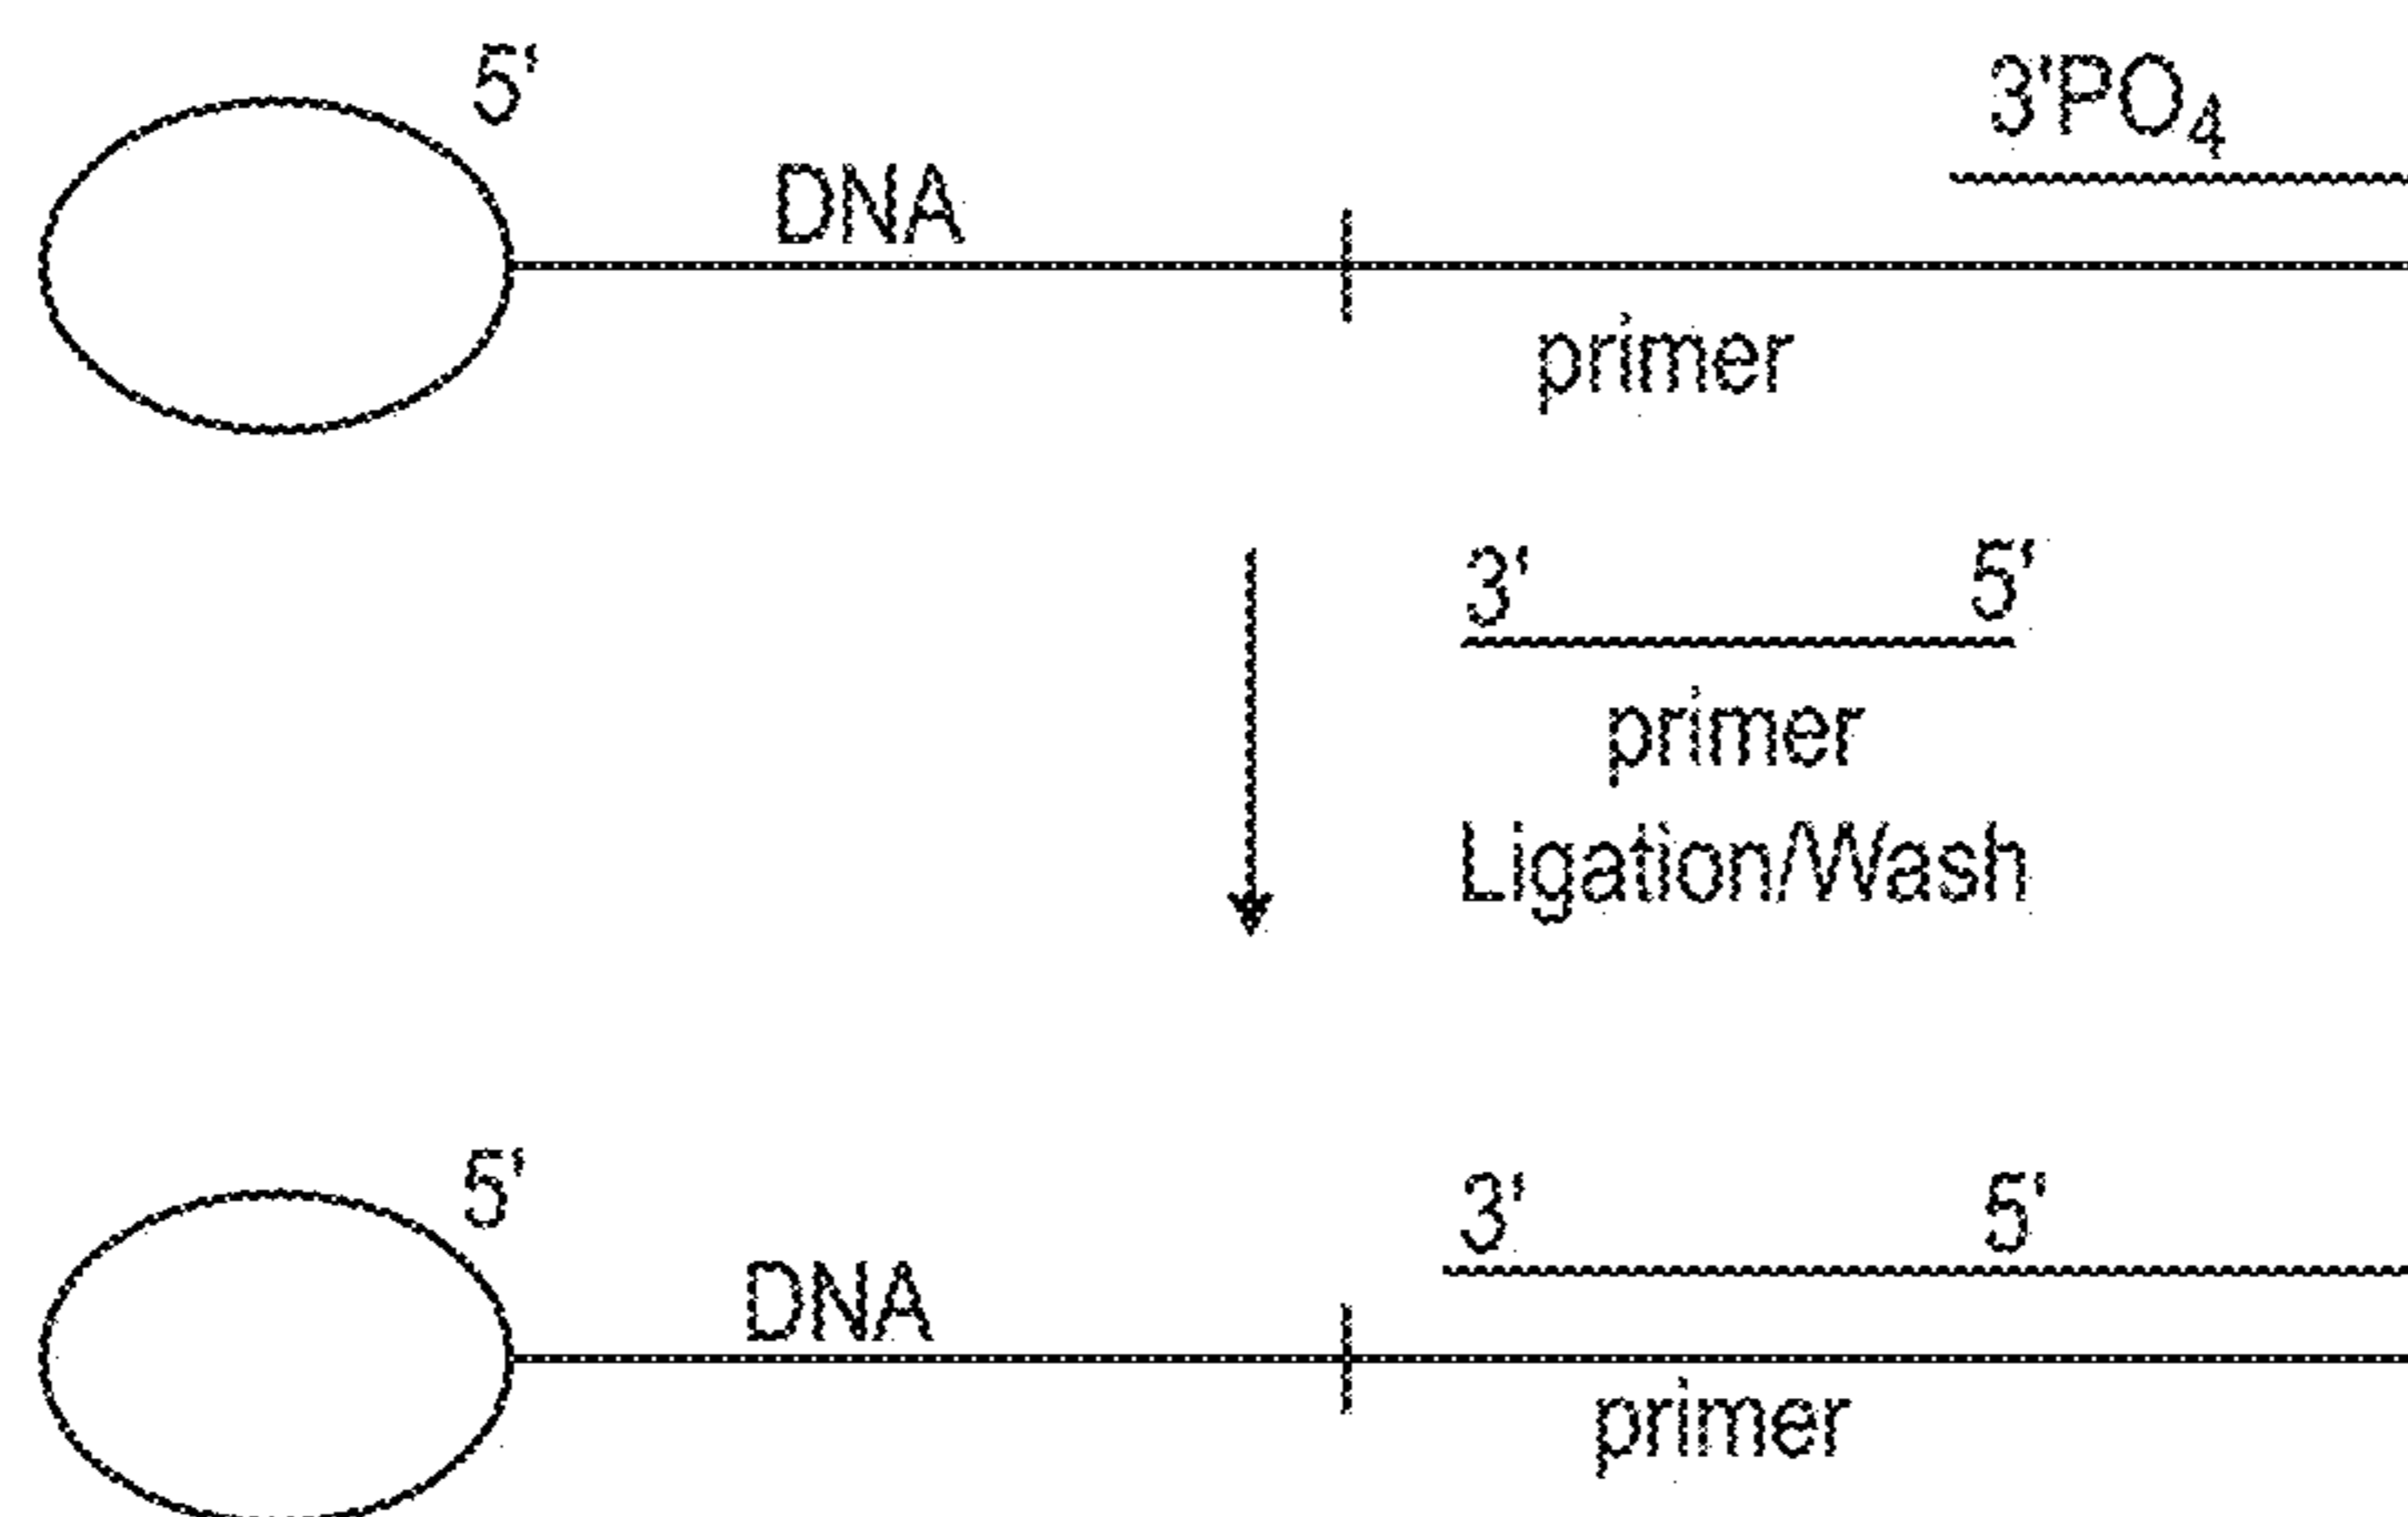 5'
3'PO₄
DNA
primer
3' 5'
primer
Ligation/Wash
5'
3' 5'
DNA
primer